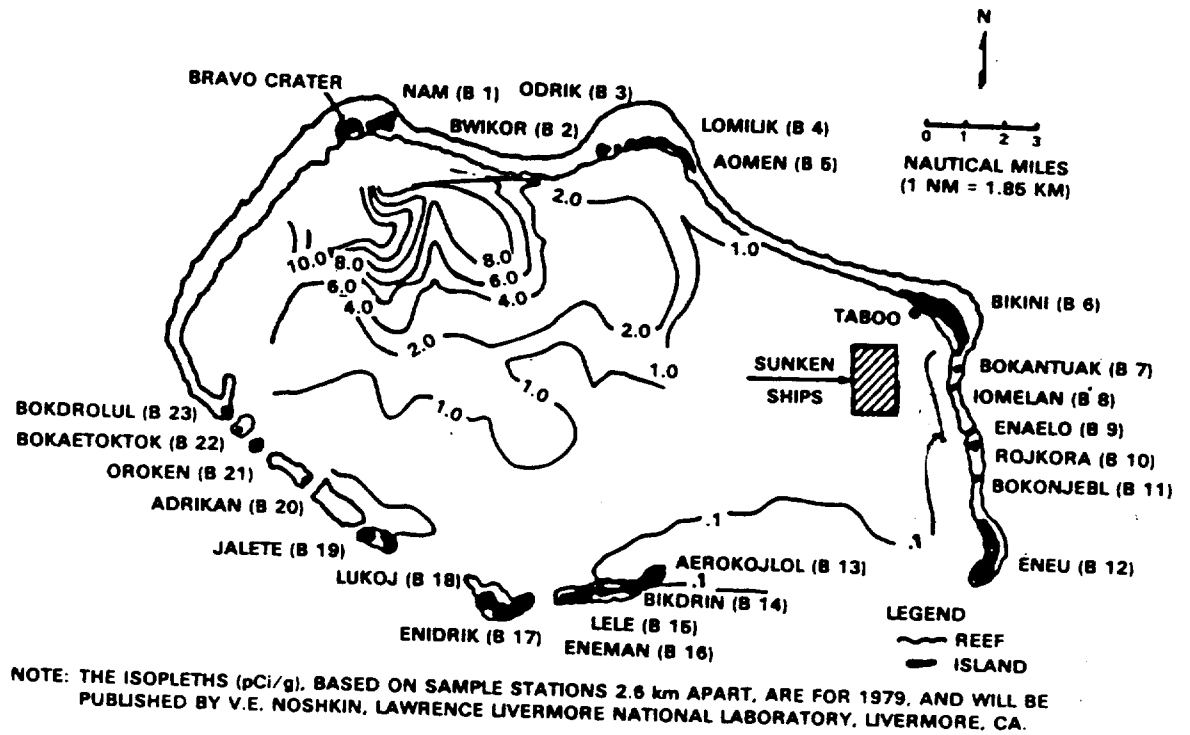 N
BRAVO CRATER
NAM (B 1)
ODRIK (B 3)
BWIKOR (B 2)
LOMILIK (B 4)
AOMEN (B 5)
0 1 2 3
NAUTICAL MILES
(1 NM = 1.85 KM)
2.0
1.0
10.0
8.0
6.0
4.0
8.0
6.0
4.0
2.0
2.0
1.0
1.0
1.0
TABOO
BIKINI (B 6)
SUNKEN
SHIPS
BOKANTUAK (B 7)
IOMELAN (B 8)
ENAELO (B 9)
ROJKORA (B 10)
BOKONJEBL (B 11)
BOKDROLUL (B 23)
BOKAETOKTOK (B 22)
OROKEN (B 21)
ADRIKAN (B 20)
JALETE (B 19)
LUKOJ (B 18)
ENIDRIK (B 17)
.1
.1
AEROKOJLOL (B 13)
.1
BIKDRIN (B 14)
LELE (B 15)
ENEMAN (B 16)
ENEU (B 12)
LEGEND
REEF
ISLAND
NOTE: THE ISOPLETHS (pCi/g), BASED ON SAMPLE STATIONS 2.6 km APART, ARE FOR 1979, AND WILL BE
PUBLISHED BY V.E. NOSHKIN, LAWRENCE LIVERMORE NATIONAL LABORATORY, LIVERMORE, CA.